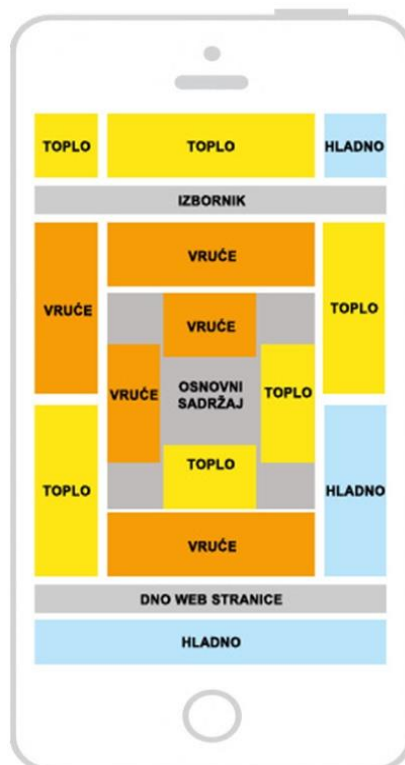 TOPLO
TOPLO
HLADNO
IZBORNIK
VRUĆE
VRUĆE
TOPLO
VRUĆE
VRUĆE
OSNOVNI
SADRŽAJ
TOPLO
TOPLO
TOPLO
HLADNO
VRUĆE
DNO WEB STRANICE
HLADNO